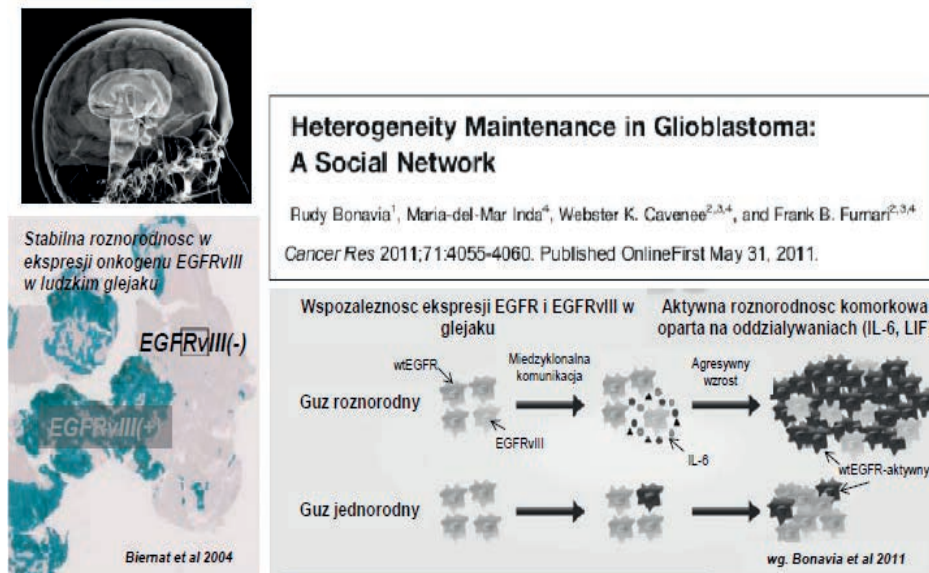 Heterogeneity Maintenance in Glioblastoma:
A Social Network
Rudy Bonavia¹, Maria-del-Mar Inda⁴, Webster K. Cavenee²,³,⁴, and Frank B. Furnari²,³,⁴
Cancer Res 2011;71:4055-4060. Published OnlineFirst May 31, 2011.
Stabilna roznorodnosc w
ekspresji onkogenu EGFRvIII
w ludzkim glejaku
EGFRvIII(-)
EGFRvIII(+)
Biernat et al 2004
Wspozaleznosc ekspresji EGFR i EGFRvIII w
glejaku
Aktywna roznorodnosc komorkowa
oparta na oddzialywaniach (IL-6, LIF)
wtEGFR
Miedzyklonalna
komunikacja
Agresywny
wzrost
Guz roznorodny
EGFRvIII
IL-6
wtEGFR-aktywny
Guz jednorodny
wg. Bonavia et al 2011